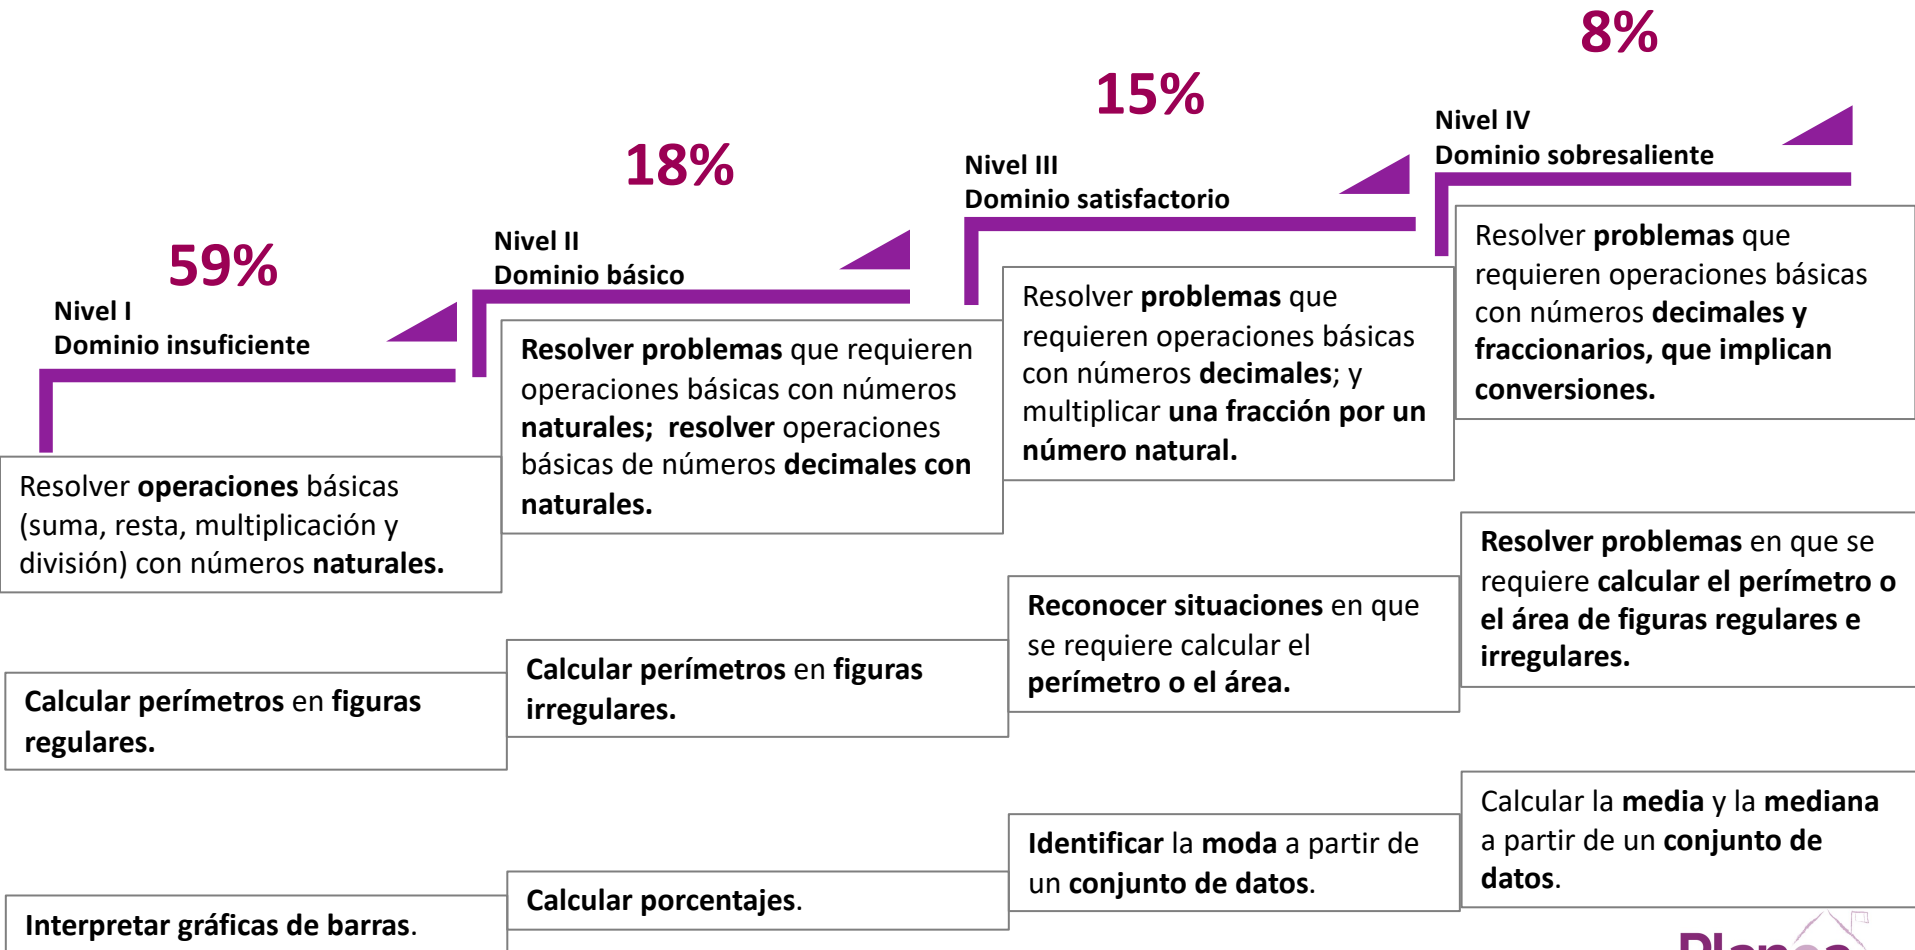 59%
Nivel I
Dominio insuficiente
Resolver operaciones básicas
(suma, resta, multiplicación y
división) con números naturales.
Calcular perímetros en figuras
regulares.
Interpretar gráficas de barras.
18%
Nivel II
Dominio básico
Resolver problemas que requieren
operaciones básicas con números
naturales; resolver operaciones
básicas de números decimales con
naturales.
Calcular perímetros en figuras
irregulares.
Calcular porcentajes.
15%
Nivel III
Dominio satisfactorio
Resolver problemas que
requieren operaciones básicas
con números decimales; y
multiplicar una fracción por un
número natural.
Reconocer situaciones en que
se requiere calcular el
perímetro o el área.
Identificar la moda a partir de
un conjunto de datos.
8%
Nivel IV
Dominio sobresaliente
Resolver problemas que
requieren operaciones básicas
con números decimales y
fraccionarios, que implican
conversiones.
Resolver problemas en que se
requiere calcular el perímetro o
el área de figuras regulares e
irregulares.
Calcular la media y la mediana
a partir de un conjunto de
datos.
Planea